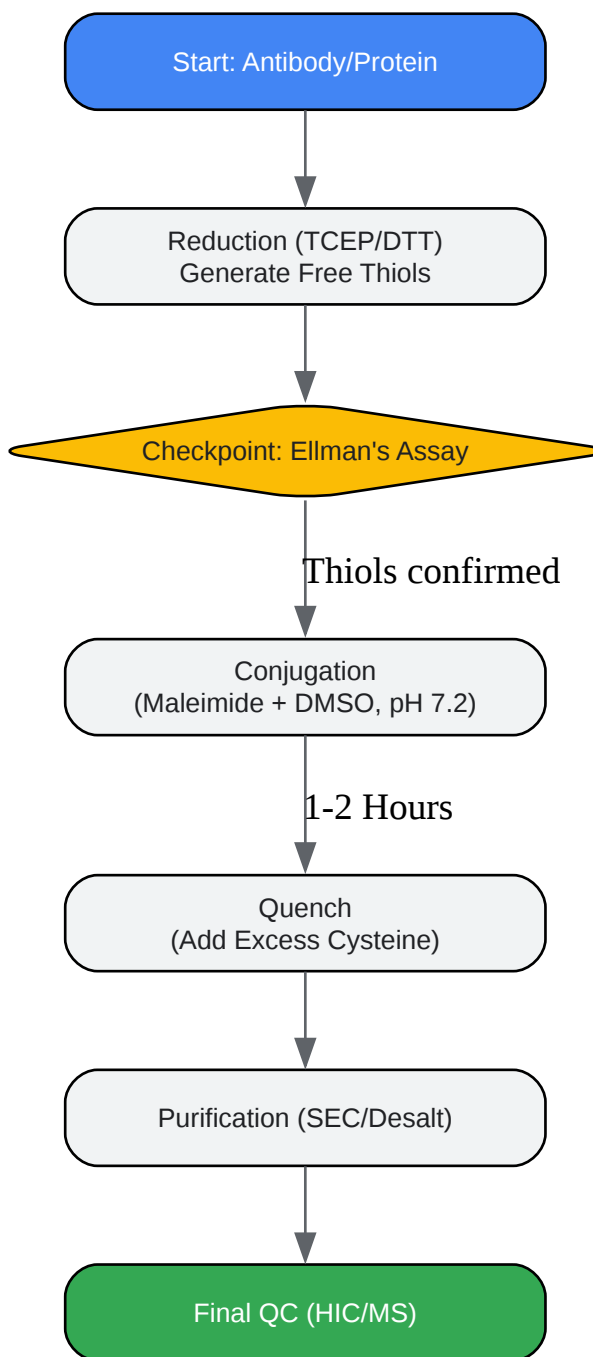 Start: Antibody/Protein
Reduction (TCEP/DTT)
Generate Free Thiols
Checkpoint: Ellman's Assay
Thiols confirmed
Conjugation
(Maleimide + DMSO, pH 7.2)
1-2 Hours
Quench
(Add Excess Cysteine)
Purification (SEC/Desalt)
Final QC (HIC/MS)